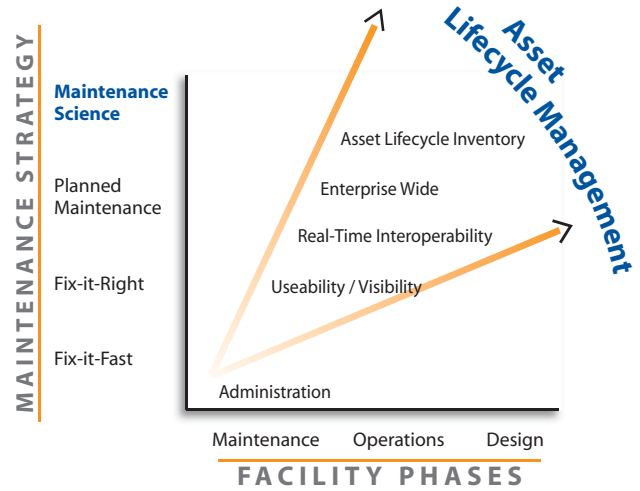 MAINTENANCE STRATEGY
Maintenance
Science
Planned
Maintenance
Fix-it-Right
Fix-it-Fast
Asset
Lifecycle Management
Asset Lifecycle Inventory
Enterprise Wide
Real-Time Interoperability
Useability / Visibility
Administration
Maintenance Operations Design
FACILITY PHASES